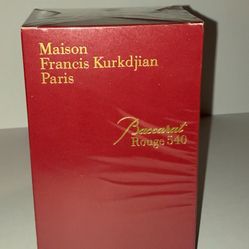 Maison
Francis Kurkdjian
Paris
Baccarat
Rouge 540